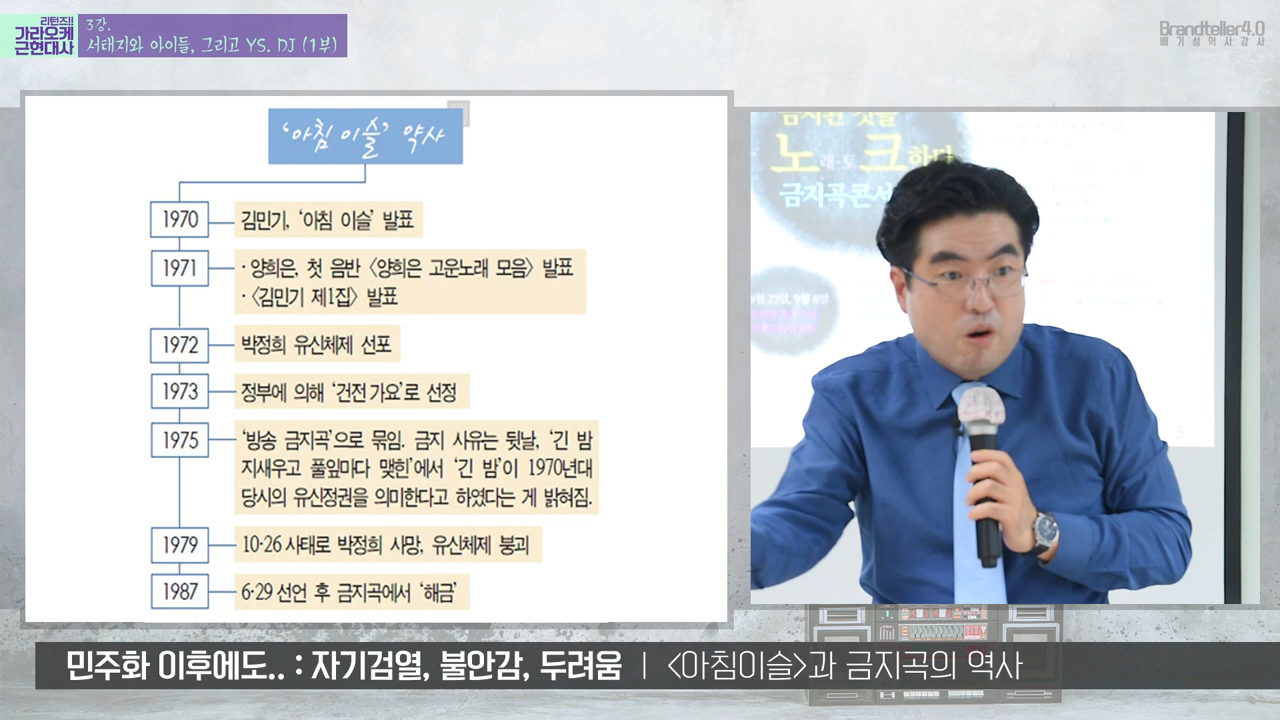 리턴즈!!
가라오케
근현대사
3강.
서태지와 아이들, 그리고 YS. DJ (1부)
Brandteller4.0
배기성역사강사
'아침 이슬' 약사
1970 김민기, '아침 이슬' 발표
1971 · 양희은, 첫 음반 〈양희은 고운노래 모음〉 발표
· 〈김민기 제1집〉 발표
1972 박정희 유신체제 선포
1973 정부에 의해 '건전 가요'로 선정
1975 '방송 금지곡'으로 묶임. 금지 사유는 뒷날, '긴 밤
지새우고 풀잎마다 맺힌'에서 '긴 밤'이 1970년대
당시의 유신정권을 의미한다고 하였다는 게 밝혀짐.
1979 10·26 사태로 박정희 사망, 유신체제 붕괴
1987 6·29 선언 후 금지곡에서 '해금'
노래·토크하다
금지곡콘서
민주화 이후에도.. : 자기검열, 불안감, 두려움 | <아침이슬>과 금지곡의 역사